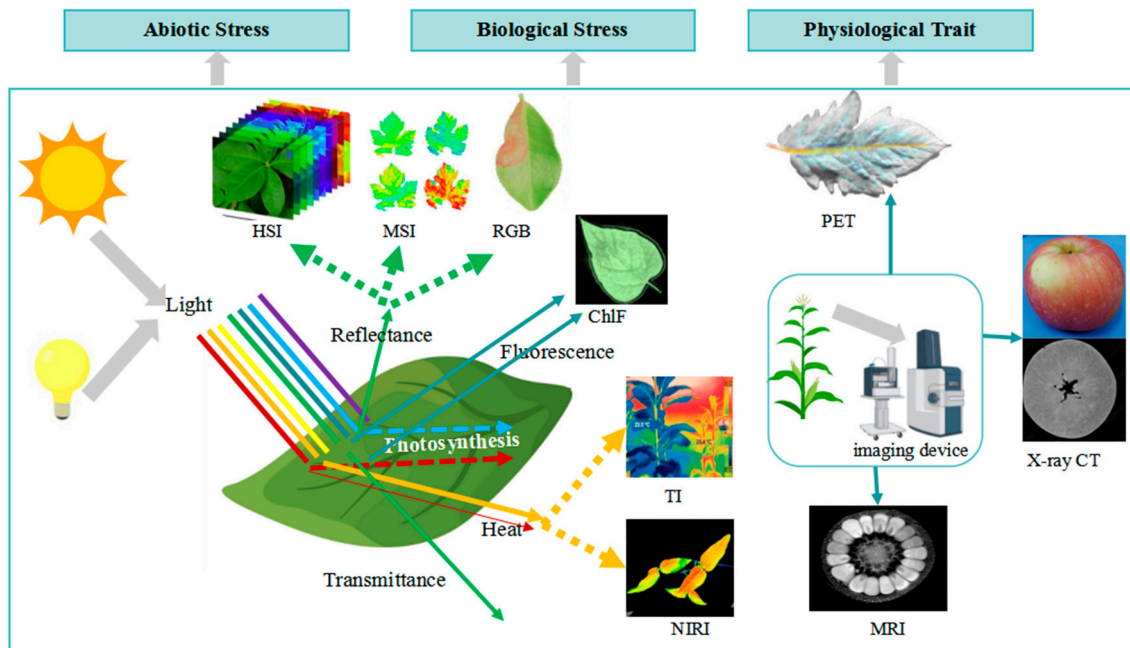 Abiotic Stress
Biological Stress
Physiological Trait
HSI
MSI
RGB
PET
Light
Reflectance
ChlF
Fluorescence
Photosynthesis
imaging device
X-ray CT
TI
Heat
Transmittance
NIRI
MRI